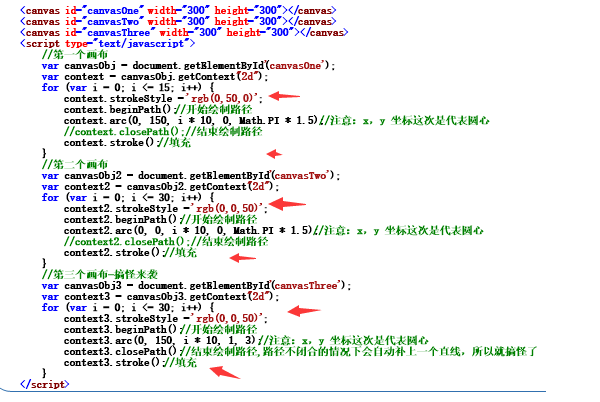 <canvas id="canvasOne" width="300" height="300"></canvas>
<canvas id="canvasTwo" width="300" height="300"></canvas>
<canvas id="canvasThree" width="300" height="300"></canvas>
<script type="text/javascript">
//第一个画布
var canvasObj = document.getElementById('canvasOne');
var context = canvasObj.getContext("2d");
for (var i = 0; i <= 15; i++) {
context.strokeStyle ='rgb(0,50,0)';
context.beginPath();//开始绘制路径
context.arc(0, 150, i * 10, 0, Math.PI * 1.5);//注意：x，y 坐标这次是代表圆心
//context.closePath();//结束绘制路径
context.stroke();//填充
}
//第二个画布
var canvasObj2 = document.getElementById('canvasTwo');
var context2 = canvasObj2.getContext("2d");
for (var i = 0; i <= 30; i++) {
context2.strokeStyle ='rgb(0,0,50)';
context2.beginPath();//开始绘制路径
context2.arc(0, 0, i * 10, 0, Math.PI * 1.5);//注意：x，y 坐标这次是代表圆心
//context2.closePath();//结束绘制路径
context2.stroke();//填充
}
//第三个画布-搞怪来袭
var canvasObj3 = document.getElementById('canvasThree');
var context3 = canvasObj3.getContext("2d");
for (var i = 0; i <= 30; i++) {
context3.strokeStyle ='rgb(0,0,50)';
context3.beginPath();//开始绘制路径
context3.arc(0, 150, i * 10, 1, 3);//注意：x，y 坐标这次是代表圆心
context3.closePath();//结束绘制路径,路径不闭合的情况下会自动补上一个直线，所以就搞怪了
context3.stroke();//填充
}
</script>